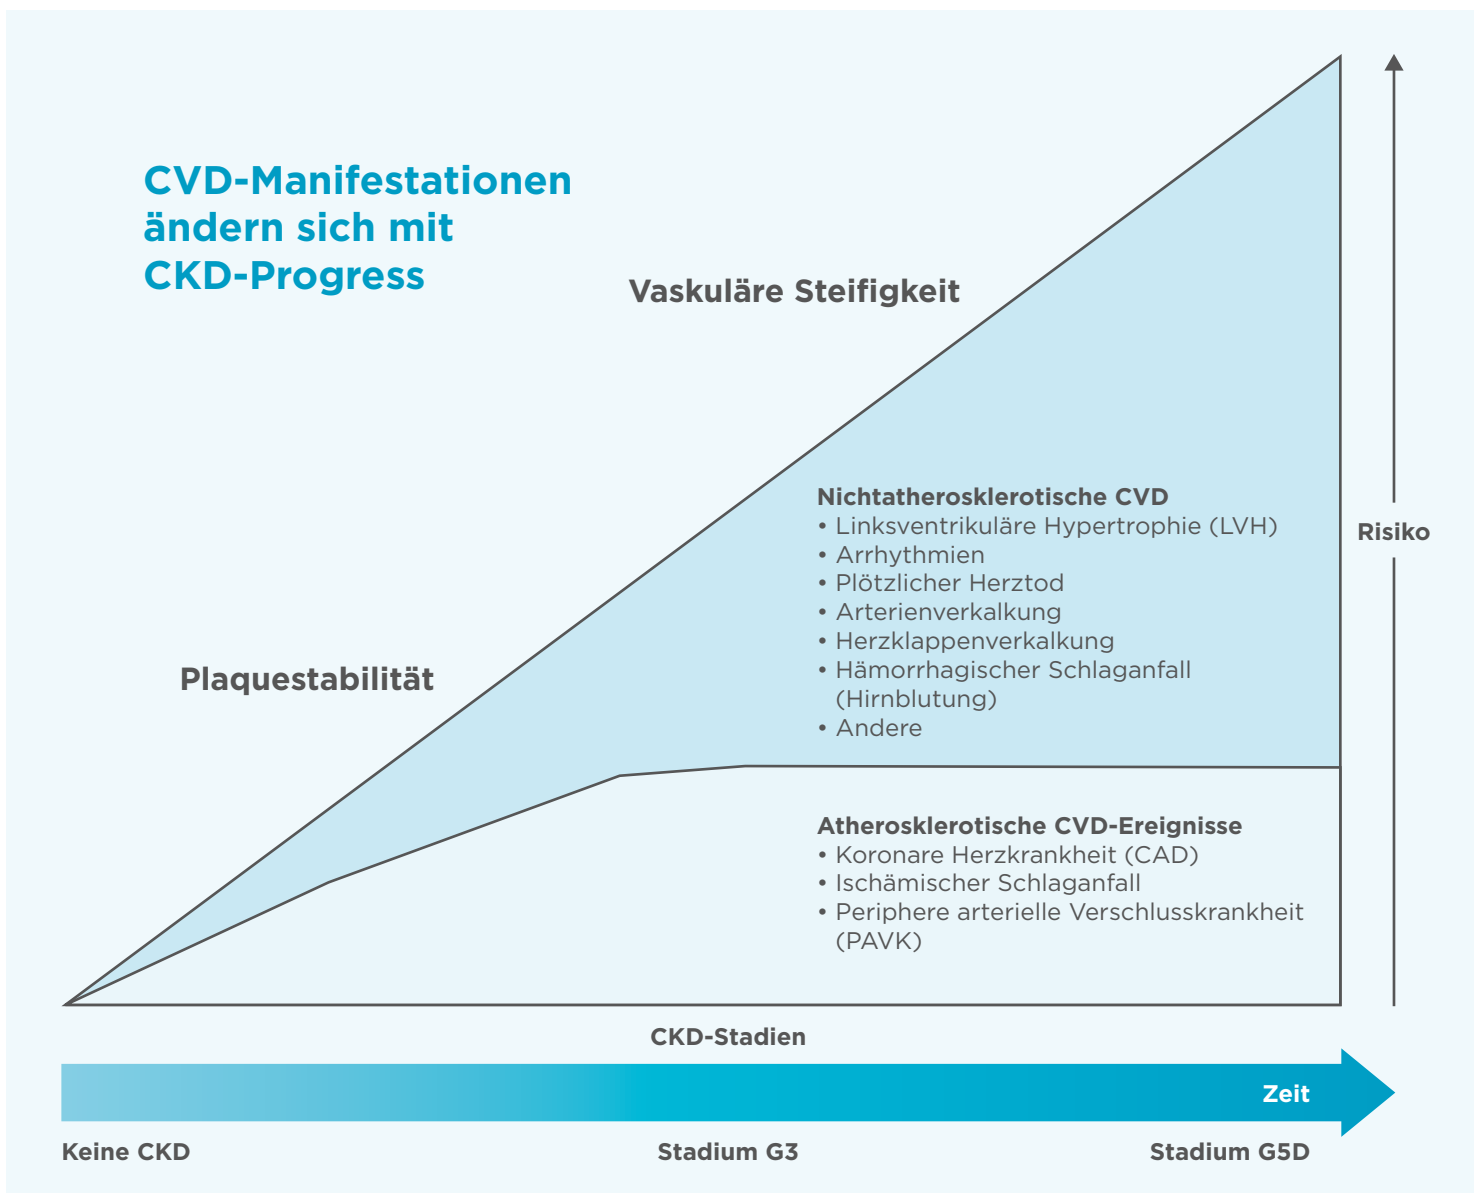 CVD-Manifestationen
ändern sich mit
CKD-Progress
Vaskuläre Steifigkeit
Plaquestabilität
Nichtatherosklerotische CVD
• Linksventrikuläre Hypertrophie (LVH)
• Arrhythmien
• Plötzlicher Herztod
• Arterienverkalkung
• Herzklappenverkalkung
• Hämorrhagischer Schlaganfall
(Hirnblutung)
• Andere
Risiko
Atherosklerotische CVD-Ereignisse
• Koronare Herzkrankheit (CAD)
• Ischämischer Schlaganfall
• Periphere arterielle Verschlusskrankheit
(PAVK)
CKD-Stadien
Zeit
Keine CKD
Stadium G3
Stadium G5D